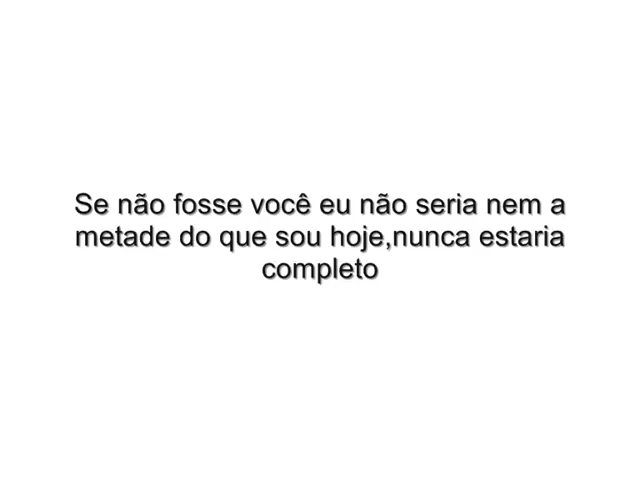 Se não fosse você eu não seria nem a
metade do que sou hoje,nunca estaria
completo